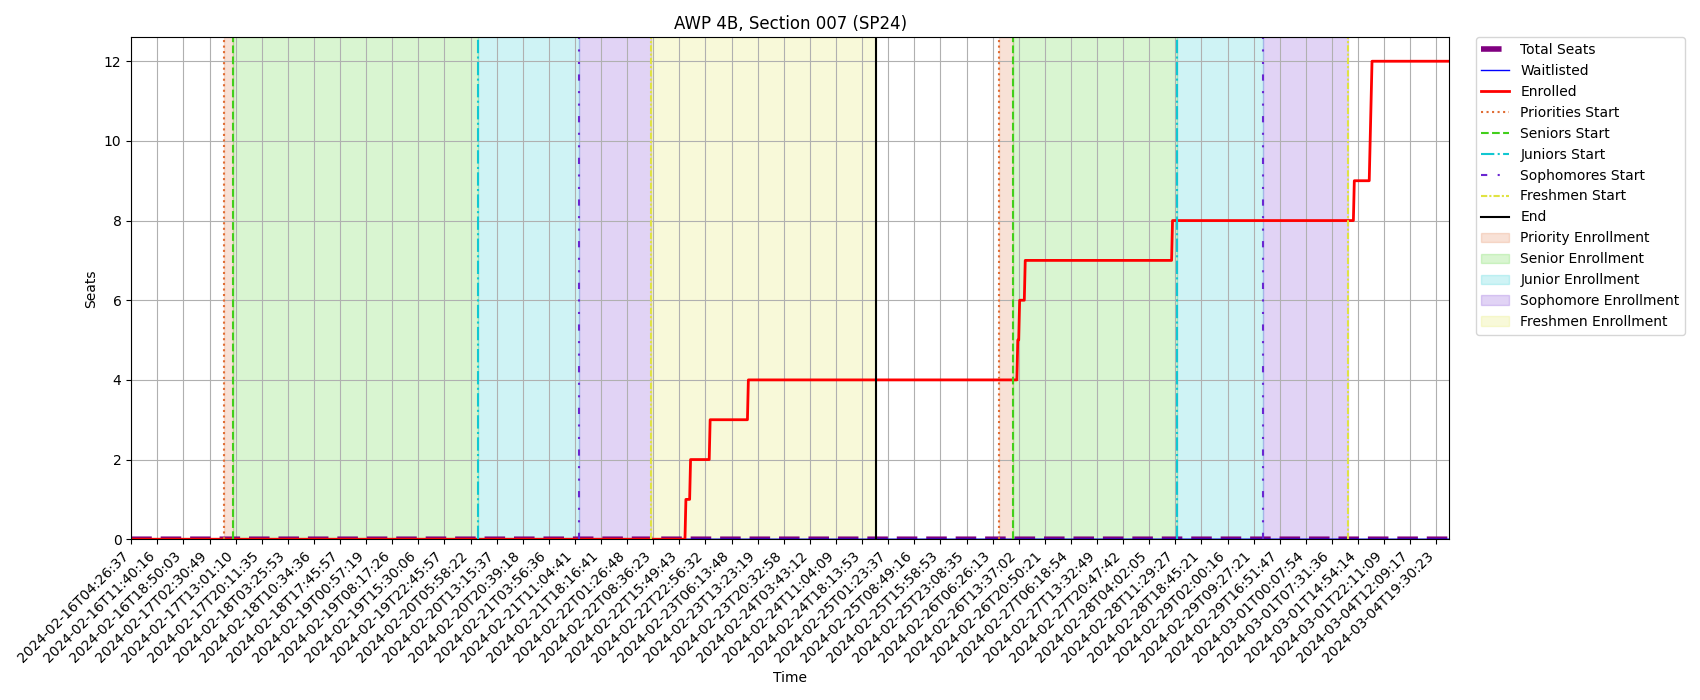 AWP 4B, Section 007 (SP24)
Seats
12
10
8
6
4
2
0
2024-02-16T04:26:37
2024-02-16T11:40:16
2024-02-16T18:50:03
2024-02-17T02:30:49
2024-02-17T13:01:10
2024-02-17T20:11:35
2024-02-18T03:25:53
2024-02-18T10:34:36
2024-02-18T17:45:57
2024-02-19T00:57:19
2024-02-19T08:17:26
2024-02-19T15:30:06
2024-02-19T22:45:57
2024-02-20T05:58:22
2024-02-20T13:15:37
2024-02-20T20:39:18
2024-02-21T03:56:36
2024-02-21T11:04:41
2024-02-21T18:16:41
2024-02-22T01:26:48
2024-02-22T08:36:23
2024-02-22T15:49:43
2024-02-22T22:56:32
2024-02-23T06:13:48
2024-02-23T13:23:19
2024-02-23T20:32:58
2024-02-24T03:43:12
2024-02-24T11:04:09
2024-02-24T18:13:53
2024-02-25T01:23:37
2024-02-25T08:49:16
2024-02-25T15:58:53
2024-02-25T23:08:35
2024-02-26T06:26:13
2024-02-26T13:37:02
2024-02-26T20:50:21
2024-02-27T06:18:54
2024-02-27T13:32:49
2024-02-27T20:47:42
2024-02-28T04:02:05
2024-02-28T11:29:27
2024-02-28T18:45:21
2024-02-29T02:00:16
2024-02-29T09:27:21
2024-02-29T16:51:47
2024-03-01T00:07:54
2024-03-01T07:31:36
2024-03-01T14:54:14
2024-03-01T22:11:09
2024-03-04T12:09:17
2024-03-04T19:30:23
Time
Total Seats
Waitlisted
Enrolled
Priorities Start
Seniors Start
Juniors Start
Sophomores Start
Freshmen Start
End
Priority Enrollment
Senior Enrollment
Junior Enrollment
Sophomore Enrollment
Freshmen Enrollment